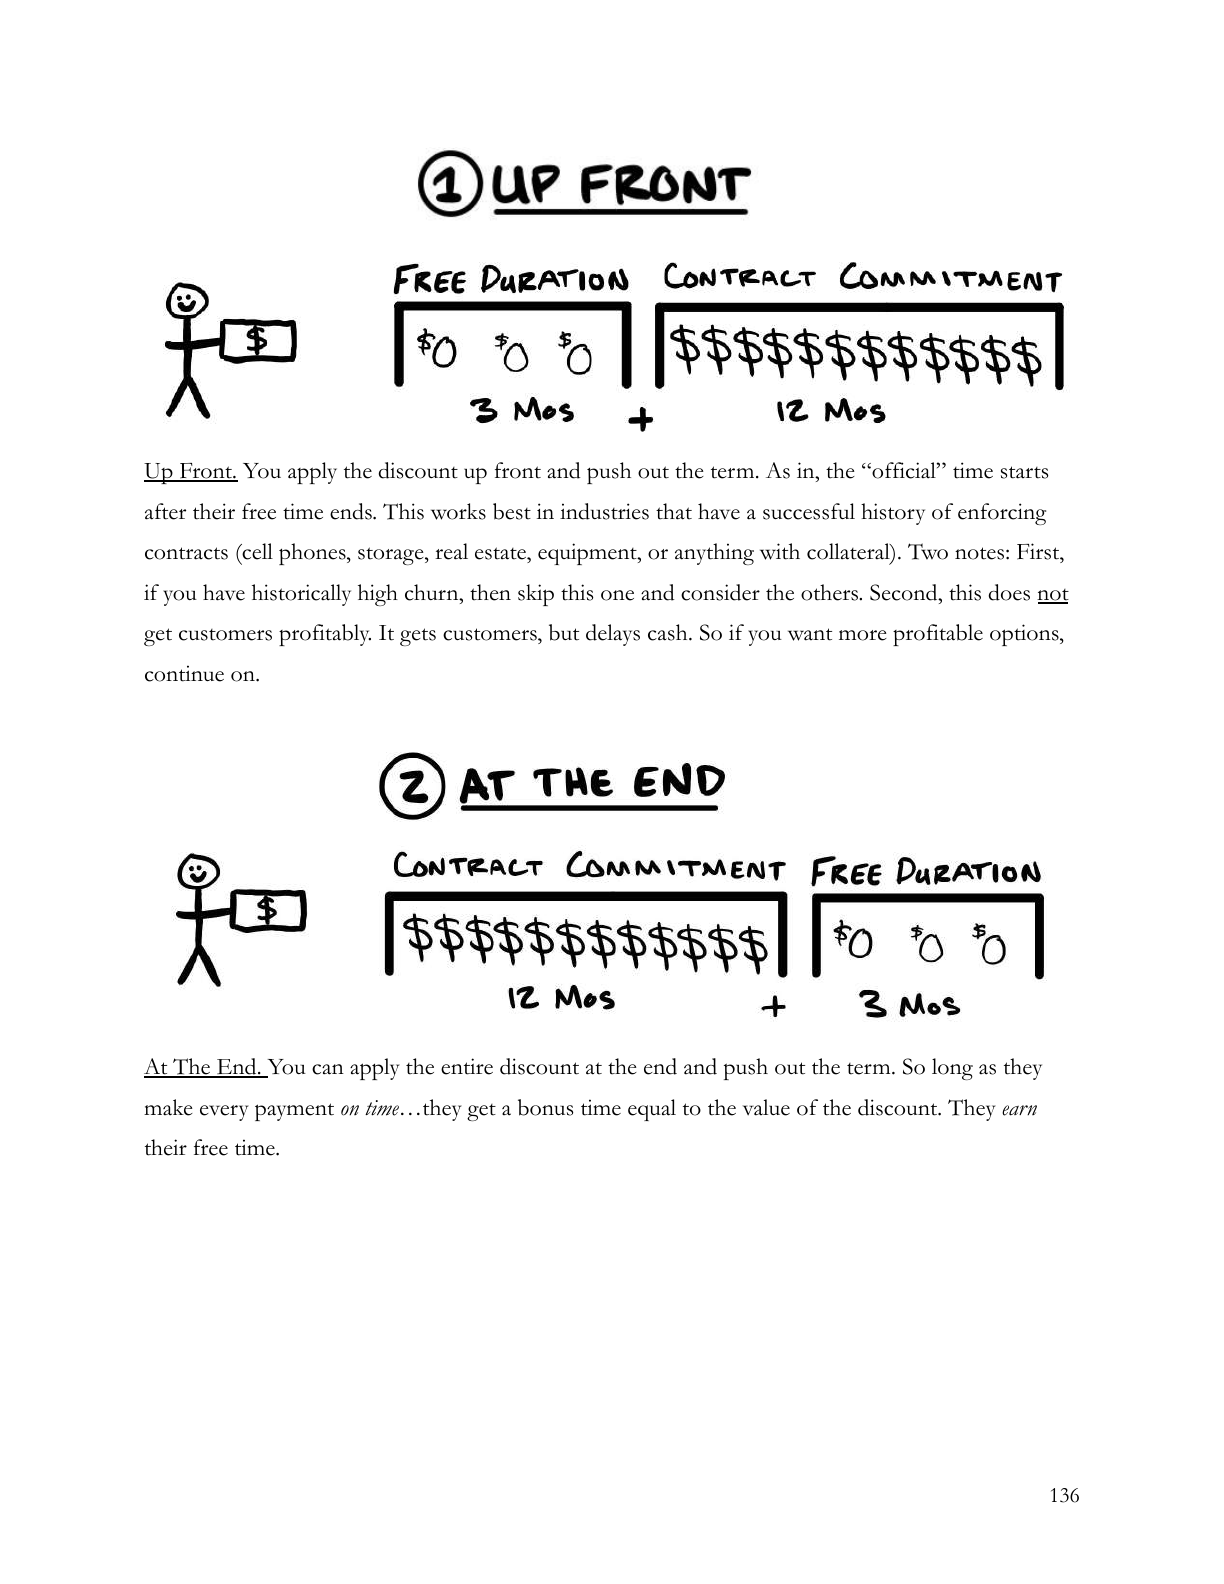 1 UP FRONT
FREE DURATION CONTRACT COMMITMENT
$ $0 $0 $0 $$$$$$$$$$$$
3 MOS + 12 MOS
Up Front. You apply the discount up front and push out the term. As in, the “official” time starts
after their free time ends. This works best in industries that have a successful history of enforcing
contracts (cell phones, storage, real estate, equipment, or anything with collateral). Two notes: First,
if you have historically high churn, then skip this one and consider the others. Second, this does not
get customers profitably. It gets customers, but delays cash. So if you want more profitable options,
continue on.
2 AT THE END
CONTRACT COMMITMENT FREE DURATION
$ $$$$$$$$$$$$ $0 $0 $0
12 MOS + 3 MOS
At The End. You can apply the entire discount at the end and push out the term. So long as they
make every payment on time…they get a bonus time equal to the value of the discount. They earn
their free time.
136